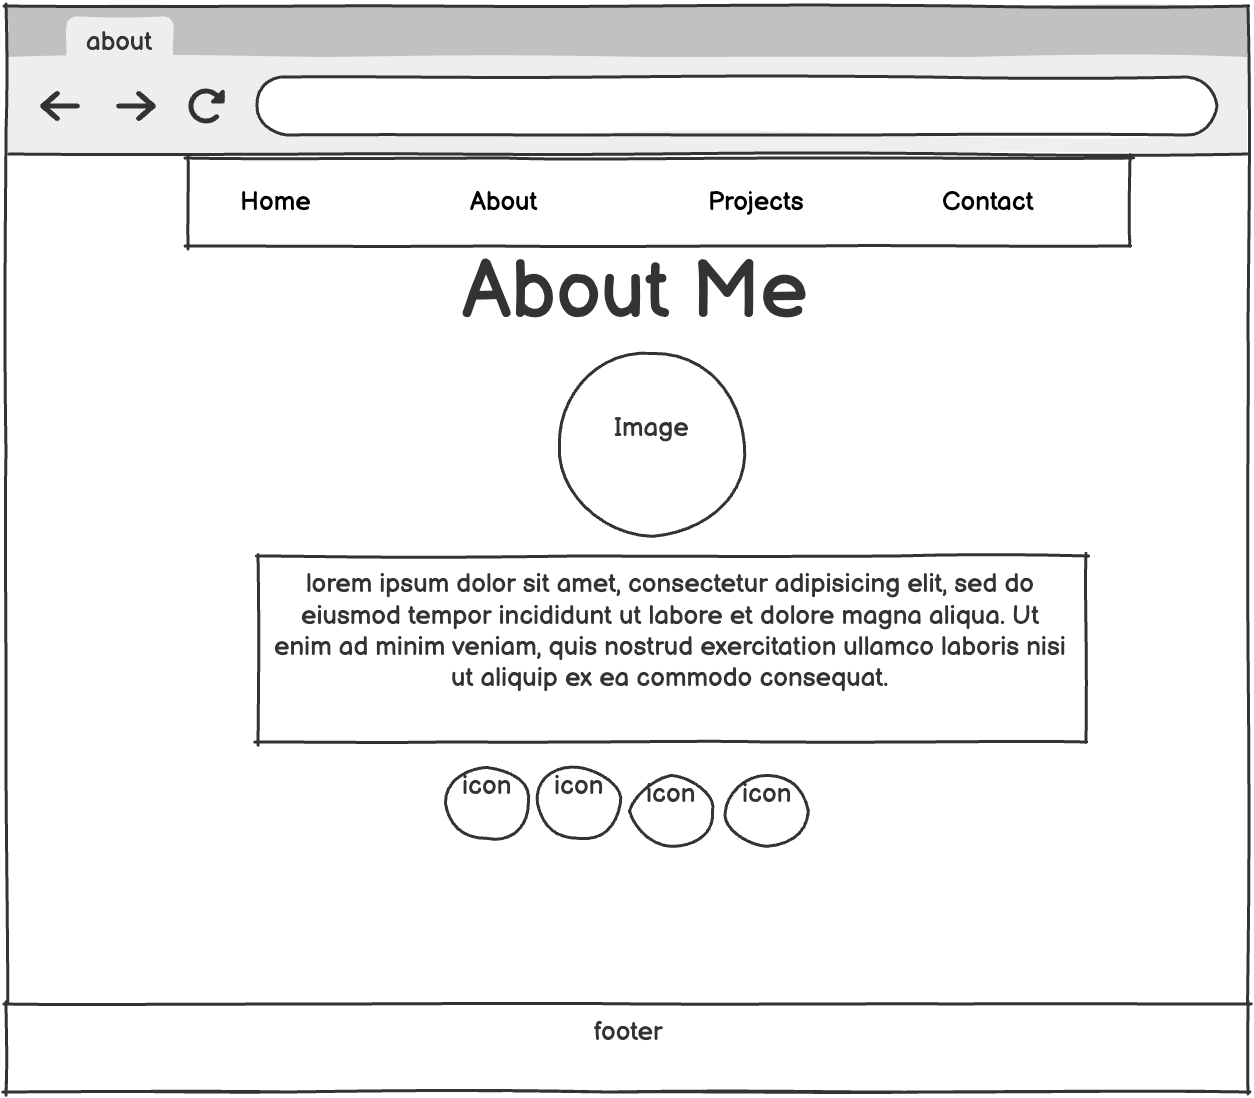 about
Home About Projects Contact
About Me
Image
lorem ipsum dolor sit amet, consectetur adipisicing elit, sed do
eiusmod tempor incididunt ut labore et dolore magna aliqua. Ut
enim ad minim veniam, quis nostrud exercitation ullamco laboris nisi
ut aliquip ex ea commodo consequat.
icon icon icon icon
footer